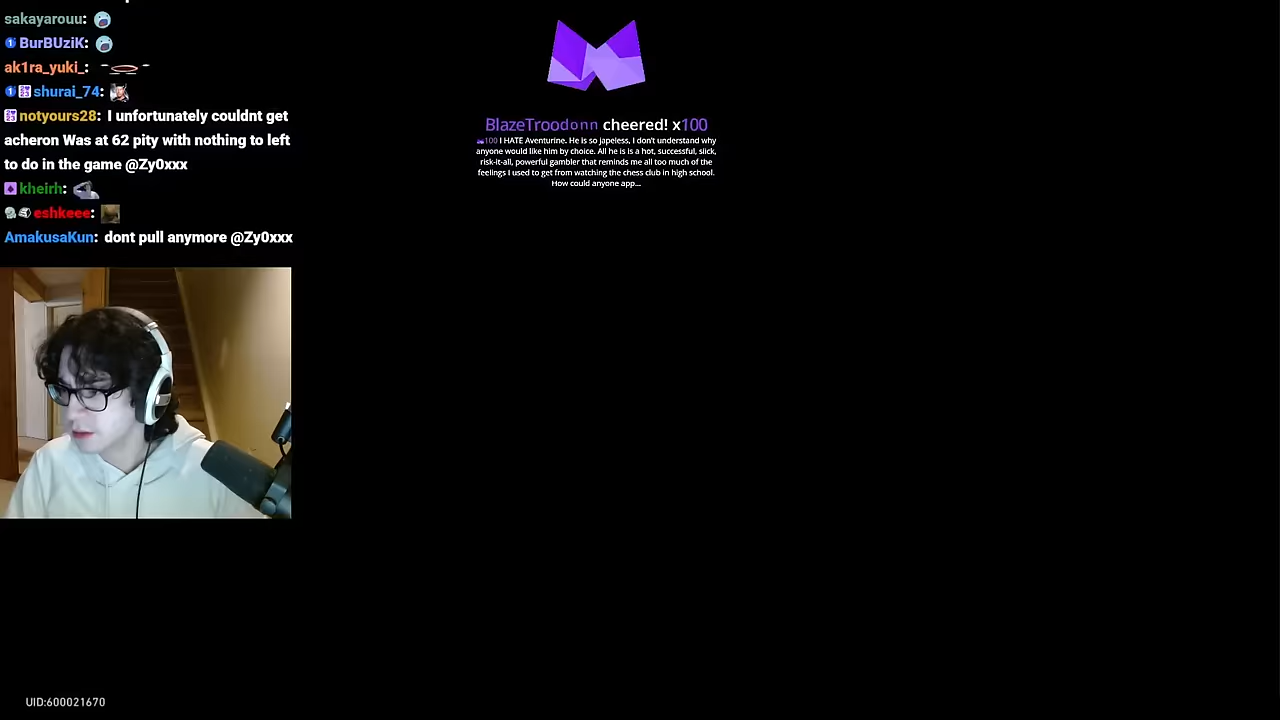 sakayarouu:
BurBUziK:
ak1ra_yuki_:
shurai_74:
notyours28: I unfortunately couldnt get
acheron Was at 62 pity with nothing to left
to do in the game @Zy0xxx
kheirh:
eshkeee:
AmakusaKun: dont pull anymore @Zy0xxx
BlazeTroodonn cheered! x100
100 I HATE Aventurine. He is so japeless, I don't understand why
anyone would like him by choice. All he is is a hot, successful, slick,
risk-it-all, powerful gambler that reminds me all too much of the
feelings I used to get from watching the chess club in high school.
How could anyone app...
UID:600021670